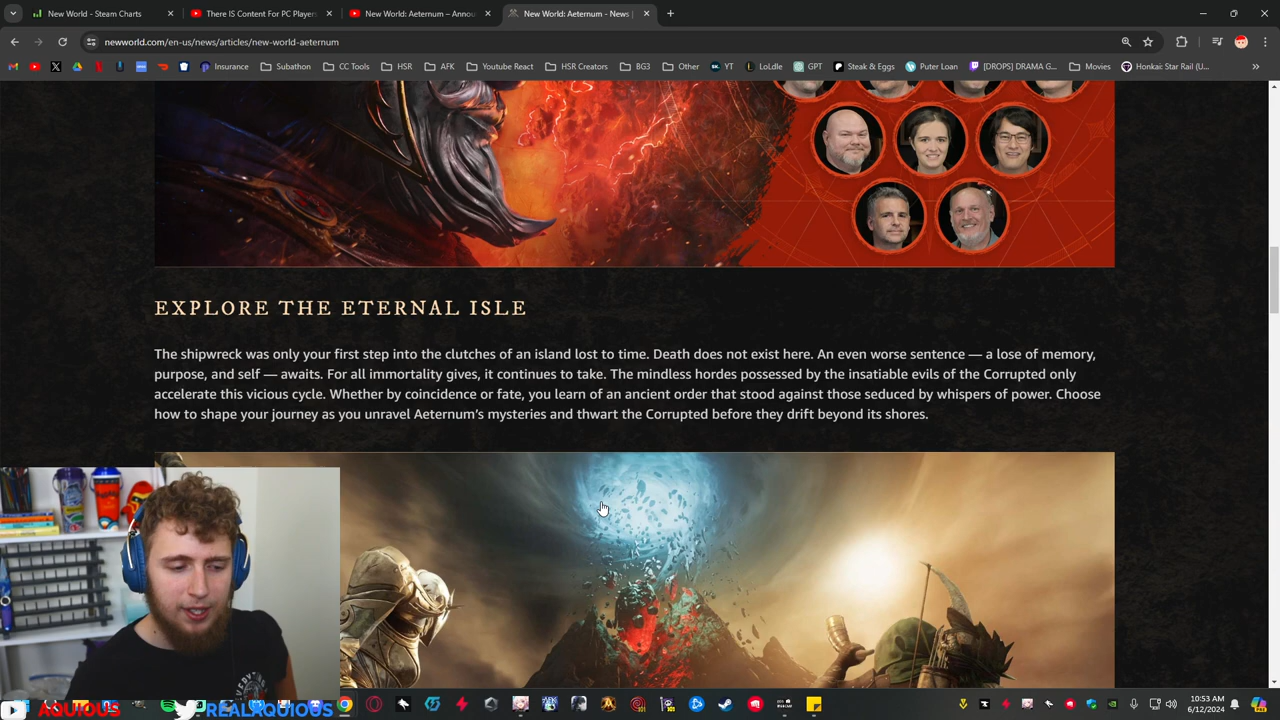 New World - Steam Charts
There IS Content For PC Players
New World: Aeternum – Annou
New World: Aeternum - News |
newworld.com/en-us/news/articles/new-world-aeternum
Insurance
Subathon
CC Tools
HSR
AFK
Youtube React
HSR Creators
BG3
Other
YT
LoLdle
GPT
Steak & Eggs
Puter Loan
[DROPS] DRAMA G...
Movies
Honkai: Star Rail (U...
EXPLORE THE ETERNAL ISLE
The shipwreck was only your first step into the clutches of an island lost to time. Death does not exist here. An even worse sentence — a lose of memory,
purpose, and self — awaits. For all immortality gives, it continues to take. The mindless hordes possessed by the insatiable evils of the Corrupted only
accelerate this vicious cycle. Whether by coincidence or fate, you learn of an ancient order that stood against those seduced by whispers of power. Choose
how to shape your journey as you unravel Aeternum’s mysteries and thwart the Corrupted before they drift beyond its shores.
AQUIOUS
REALAQUIOUS
10:53 AM
6/12/2024